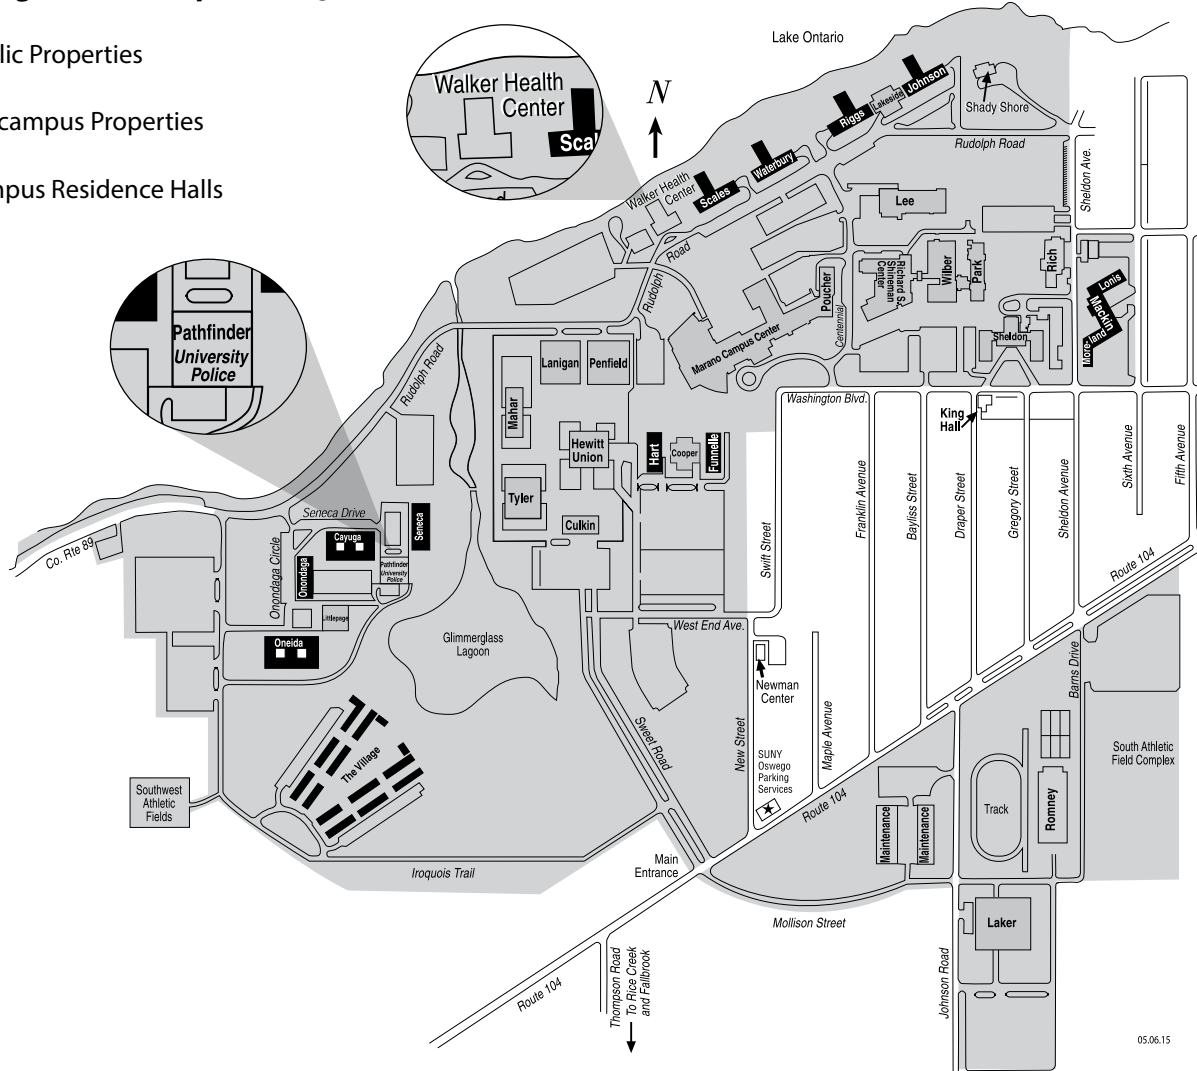 lic Properties
campus Properties
mpus Residence Halls
Lake Ontario
N
Walker Health
Center
Sca
Johnson
Lakeside
Riggs
Shady Shore
Rudolph Road
Sheldon Ave.
Waterbury
Scales
Walker Health
Center
Lee
Road
Rudolph
Poucher
Centennial
Richard S.
Shineman
Center
Wilber
Park
Rich
Lonis
Mackin
More-
land
Sheldon
Marano Campus Center
Pathfinder
University
Police
Rudolph Road
Lanigan
Penfield
Mahar
Hewitt
Union
Hart
Cooper
Funnelle
Tyler
Culkin
Washington Blvd.
King
Hall
Swift Street
Franklin Avenue
Bayliss Street
Draper Street
Gregory Street
Sheldon Avenue
Sixth Avenue
Fifth Avenue
Route 104
Seneca Drive
Seneca
Cayuga
Co. Rte 89
Onondaga Circle
Onondaga
Pathfinder
University
Police
Littlepage
Oneida
Glimmerglass
Lagoon
West End Ave.
Newman
Center
New Street
Maple Avenue
Barns Drive
Sweet Road
The Village
SUNY
Oswego
Parking
Services
Route 104
South Athletic
Field Complex
Southwest
Athletic
Fields
Track
Romney
Maintenance
Maintenance
Main
Entrance
Iroquois Trail
Mollison Street
Laker
Johnson Road
Route 104
Thompson Road
To Rice Creek
and Fallbrook
05.06.15